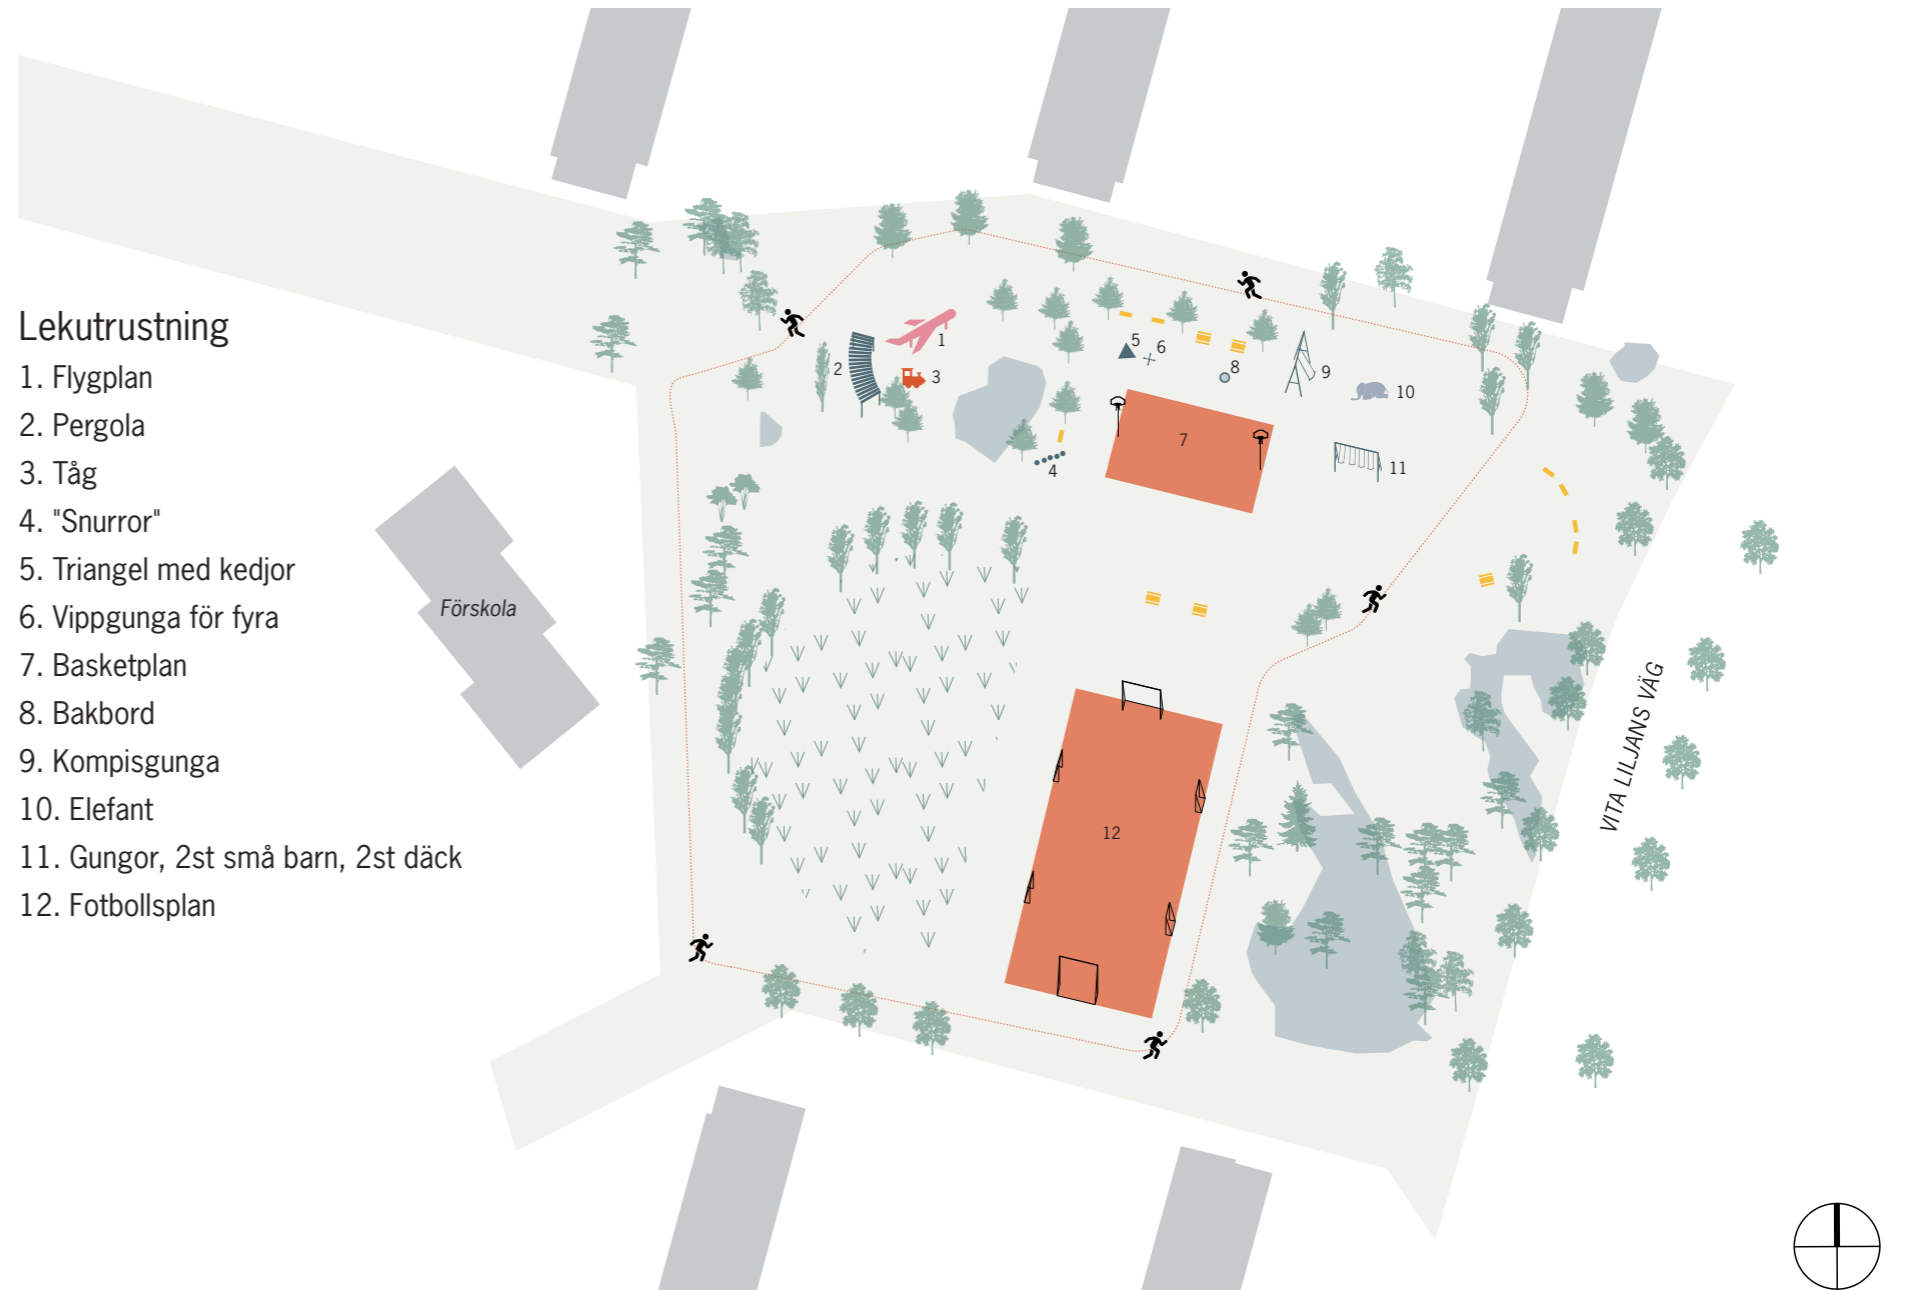 Lekutrustning
1. Flygplan
2. Pergola
3. Tåg
4. "Snurror"
5. Triangel med kedjor
6. Vippgunga för fyra
7. Basketplan
8. Bakbord
9. Kompisgunga
10. Elefant
11. Gungor, 2st små barn, 2st däck
12. Fotbollsplan
Förskola
1
2
3
4
5
6
7
8
9
10
11
12
VITA LILJANS VÄG